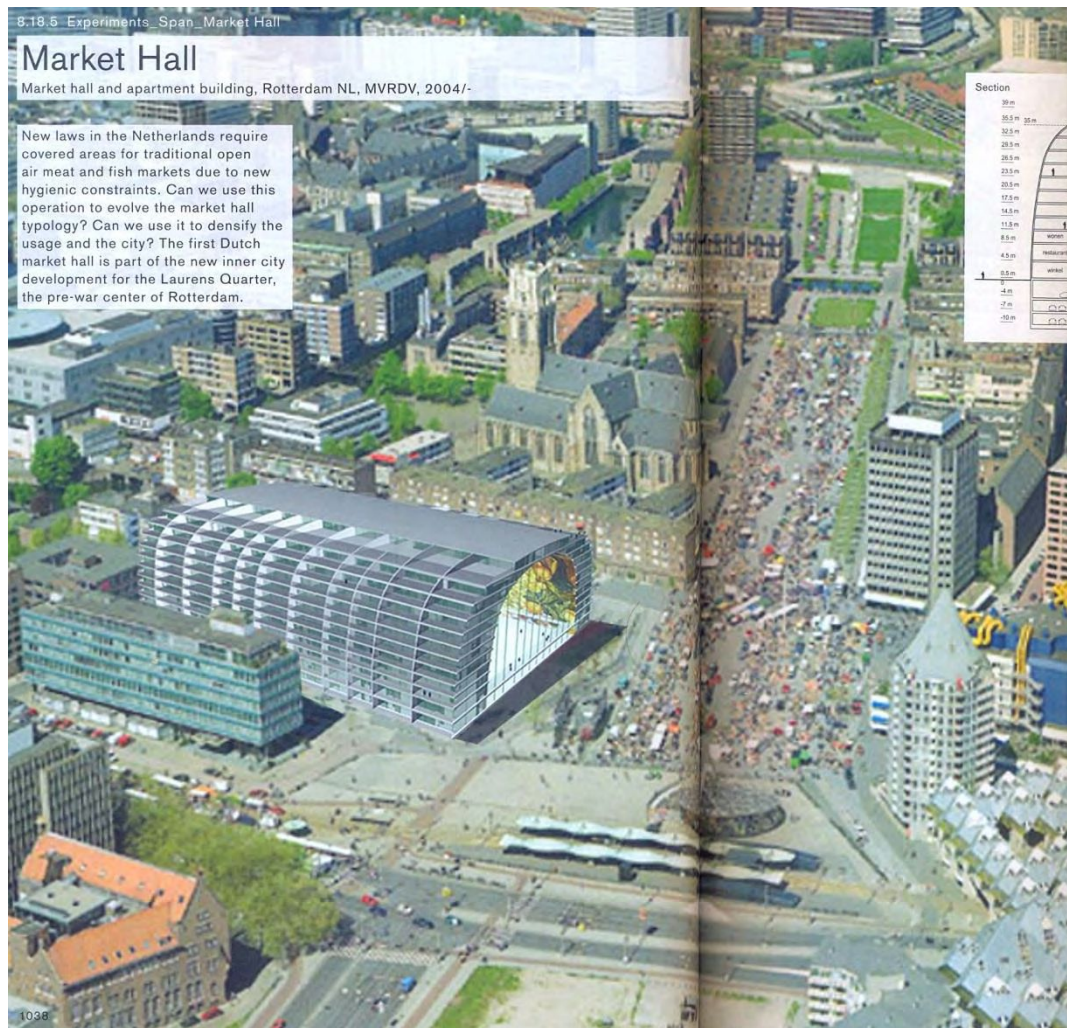 8.18.5 Experiments_Span_Market Hall
Market Hall
Market hall and apartment building, Rotterdam NL, MVRDV, 2004/-
New laws in the Netherlands require
covered areas for traditional open
air meat and fish markets due to new
hygienic constraints. Can we use this
operation to evolve the market hall
typology? Can we use it to densify the
usage and the city? The first Dutch
market hall is part of the new inner city
development for the Laurens Quarter,
the pre-war center of Rotterdam.
Section
39 m
35.5 m 35 m
32.5 m
29.5 m
26.5 m
23.5 m 1
20.5 m
17.5 m
14.5 m
11.5 m 1
8.5 m wonen
4.5 m restaurant
1 0.5 m winkel
0
-4 m
-7 m
-10 m
1038